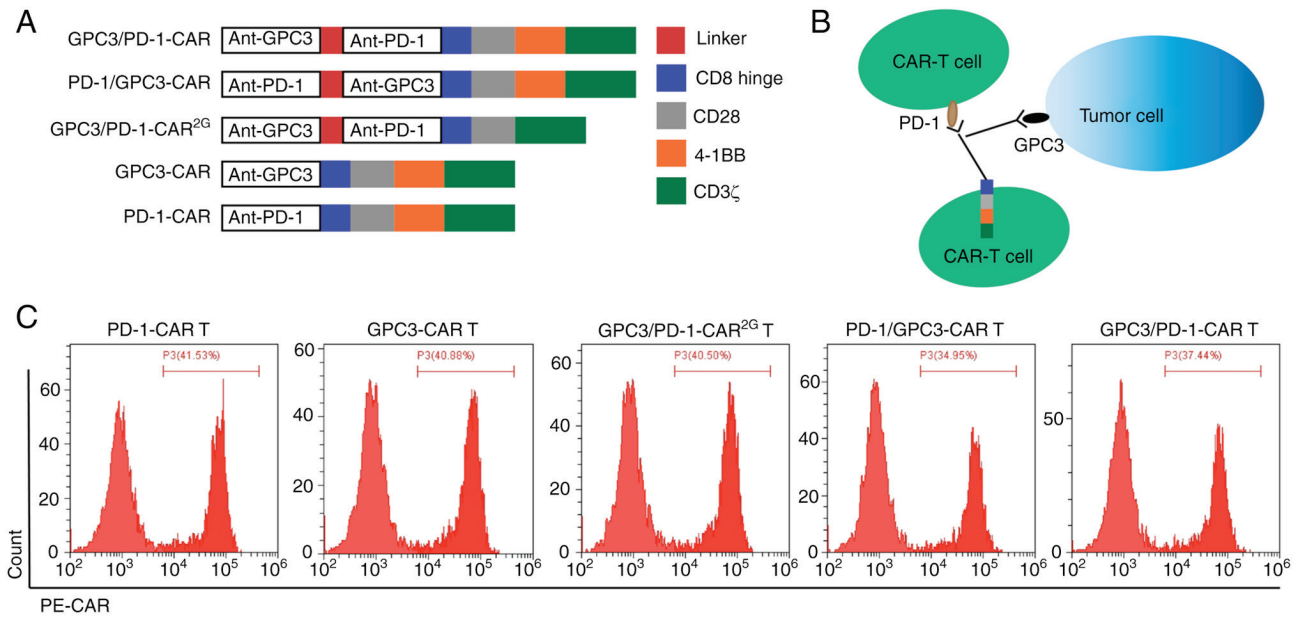 A
GPC3/PD-1-CAR
Anti-GPC3
Ant-PD-1
PD-1/GPC3-CAR
Anti-PD-1
Ant-GPC3
GPC3/PD-1-CAR2G
Anti-GPC3
Ant-PD-1
GPC3-CAR
Anti-GPC3
PD-1-CAR
Anti-PD-1
Linker
CD8 hinge
CD28
4-1BB
CD3ζ
B
CAR-T cell
PD-1
GPC3
Tumor cell
CAR-T cell
C
PD-1-CAR T
P3(41.53%)
60
40
20
0
10² 10³ 10⁴ 10⁵ 10⁶
GPC3-CAR T
P3(40.88%)
60
40
20
0
10² 10³ 10⁴ 10⁵ 10⁶
GPC3/PD-1-CAR2G T
P3(40.50%)
60
40
20
0
10² 10³ 10⁴ 10⁵ 10⁶
PD-1/GPC3-CAR T
P3(34.95%)
60
40
20
0
10² 10³ 10⁴ 10⁵ 10⁶
GPC3/PD-1-CAR T
P3(37.44%)
50
0
10² 10³ 10⁴ 10⁵ 10⁶
Count
PE-CAR